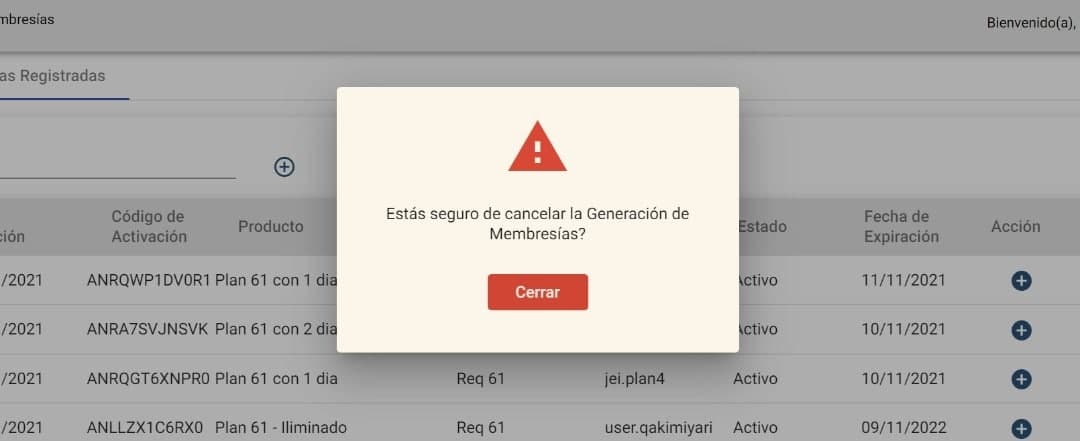 mbresías
Bienvenido(a),
as Registradas
Estás seguro de cancelar la Generación de
Membresías?
Cerrar
ción Código de Activación Producto Estado Fecha de Expiración Acción
/2021 ANRQWP1DV0R1 Plan 61 con 1 dia Activo 11/11/2021
/2021 ANRA7SVJNSVK Plan 61 con 2 dia Activo 10/11/2021
/2021 ANRQGT6XNPR0 Plan 61 con 1 dia Req 61 jei.plan4 Activo 10/11/2021
/2021 ANLLZX1C6RX0 Plan 61 - Iliminado Req 61 user.qakimiyari Activo 09/11/2022